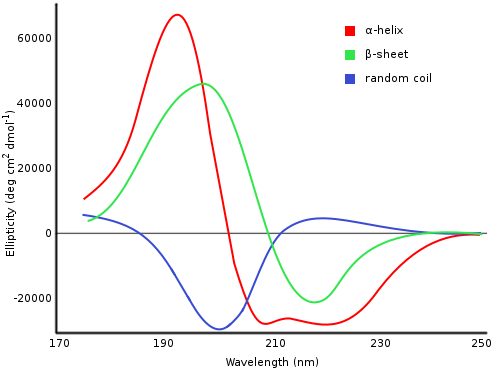 60000
40000
20000
0
-20000
Ellipticity (deg cm² dmol⁻¹)
α-helix
β-sheet
random coil
170 190 210 230 250
Wavelength (nm)